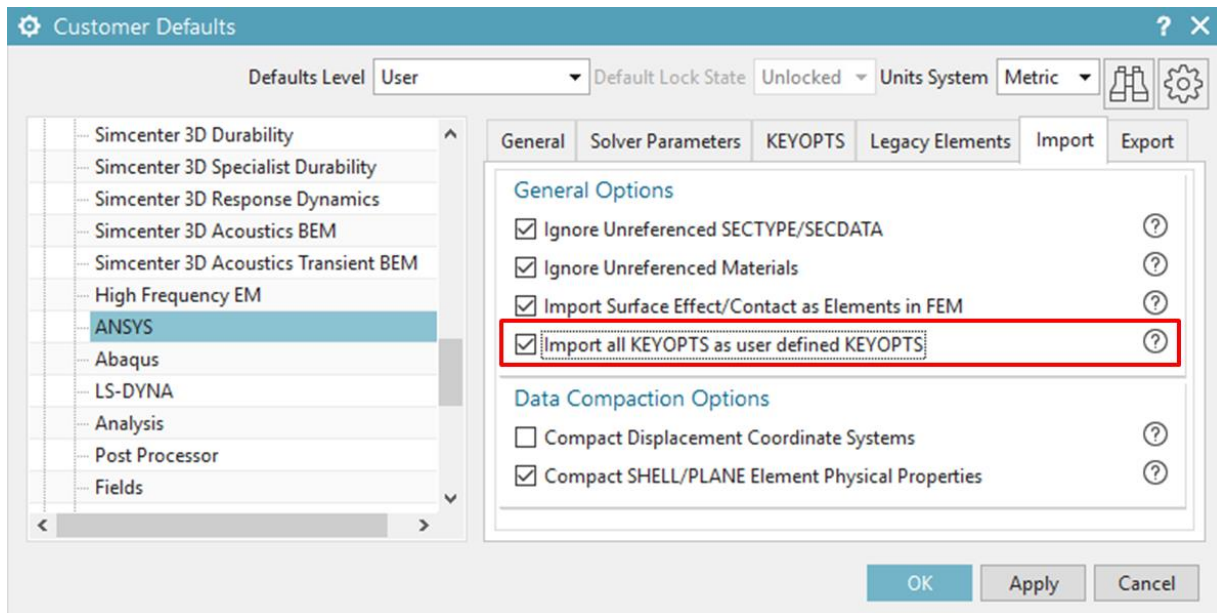 Customer Defaults ? ✕
Defaults Level User Default Lock State Unlocked Units System Metric
Simcenter 3D Durability
Simcenter 3D Specialist Durability
Simcenter 3D Response Dynamics
Simcenter 3D Acoustics BEM
Simcenter 3D Acoustics Transient BEM
High Frequency EM
ANSYS
Abaqus
LS-DYNA
Analysis
Post Processor
Fields
General Solver Parameters KEYOPTS Legacy Elements Import Export
General Options
Ignore Unreferenced SECTYPE/SECDATA ?
Ignore Unreferenced Materials ?
Import Surface Effect/Contact as Elements in FEM ?
Import all KEYOPTS as user defined KEYOPTS ?
Data Compaction Options
Compact Displacement Coordinate Systems ?
Compact SHELL/PLANE Element Physical Properties ?
OK Apply Cancel